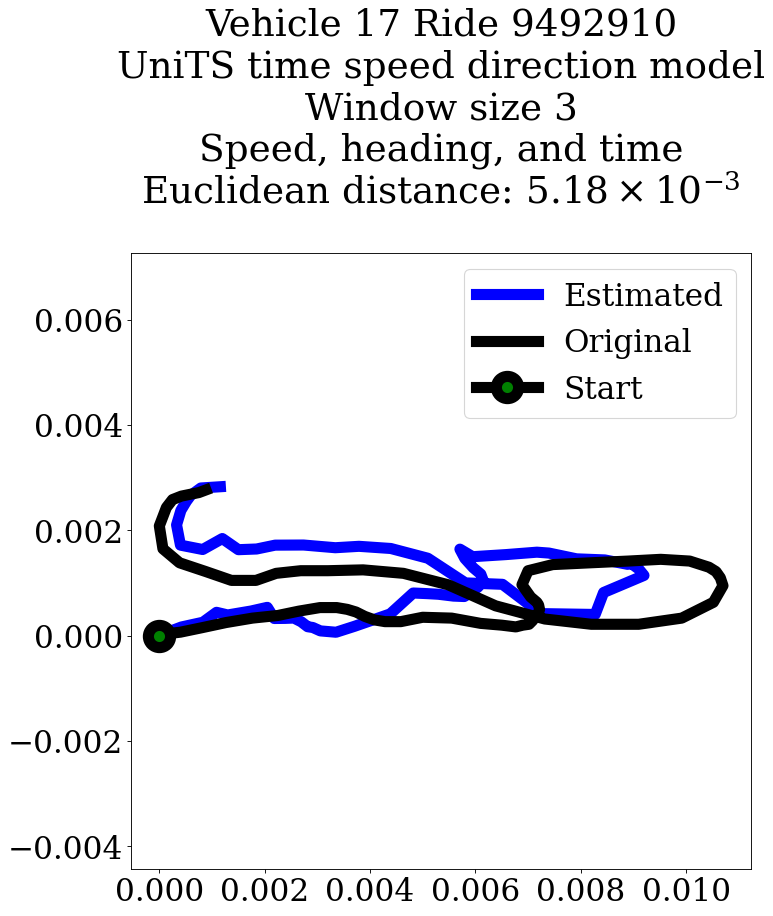 Vehicle 17 Ride 9492910
UniTS time speed direction model
Window size 3
Speed, heading, and time
Euclidean distance: 5.18 × 10⁻³
Estimated
Original
Start
0.006
0.004
0.002
0.000
−0.002
−0.004
0.000 0.002 0.004 0.006 0.008 0.010